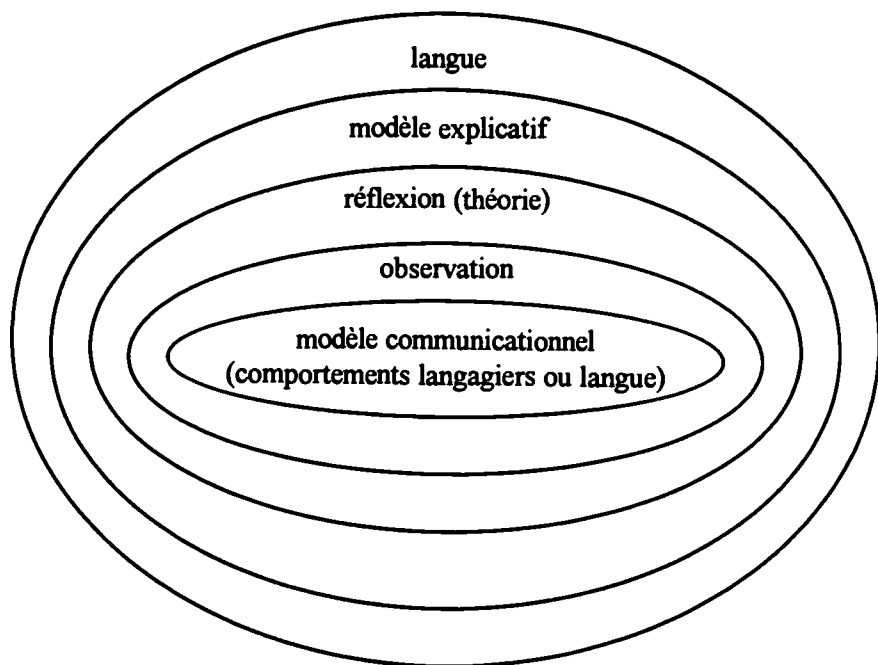 langue
modèle explicatif
réflexion (théorie)
observation
modèle communicationnel
(comportements langagiers ou langue)